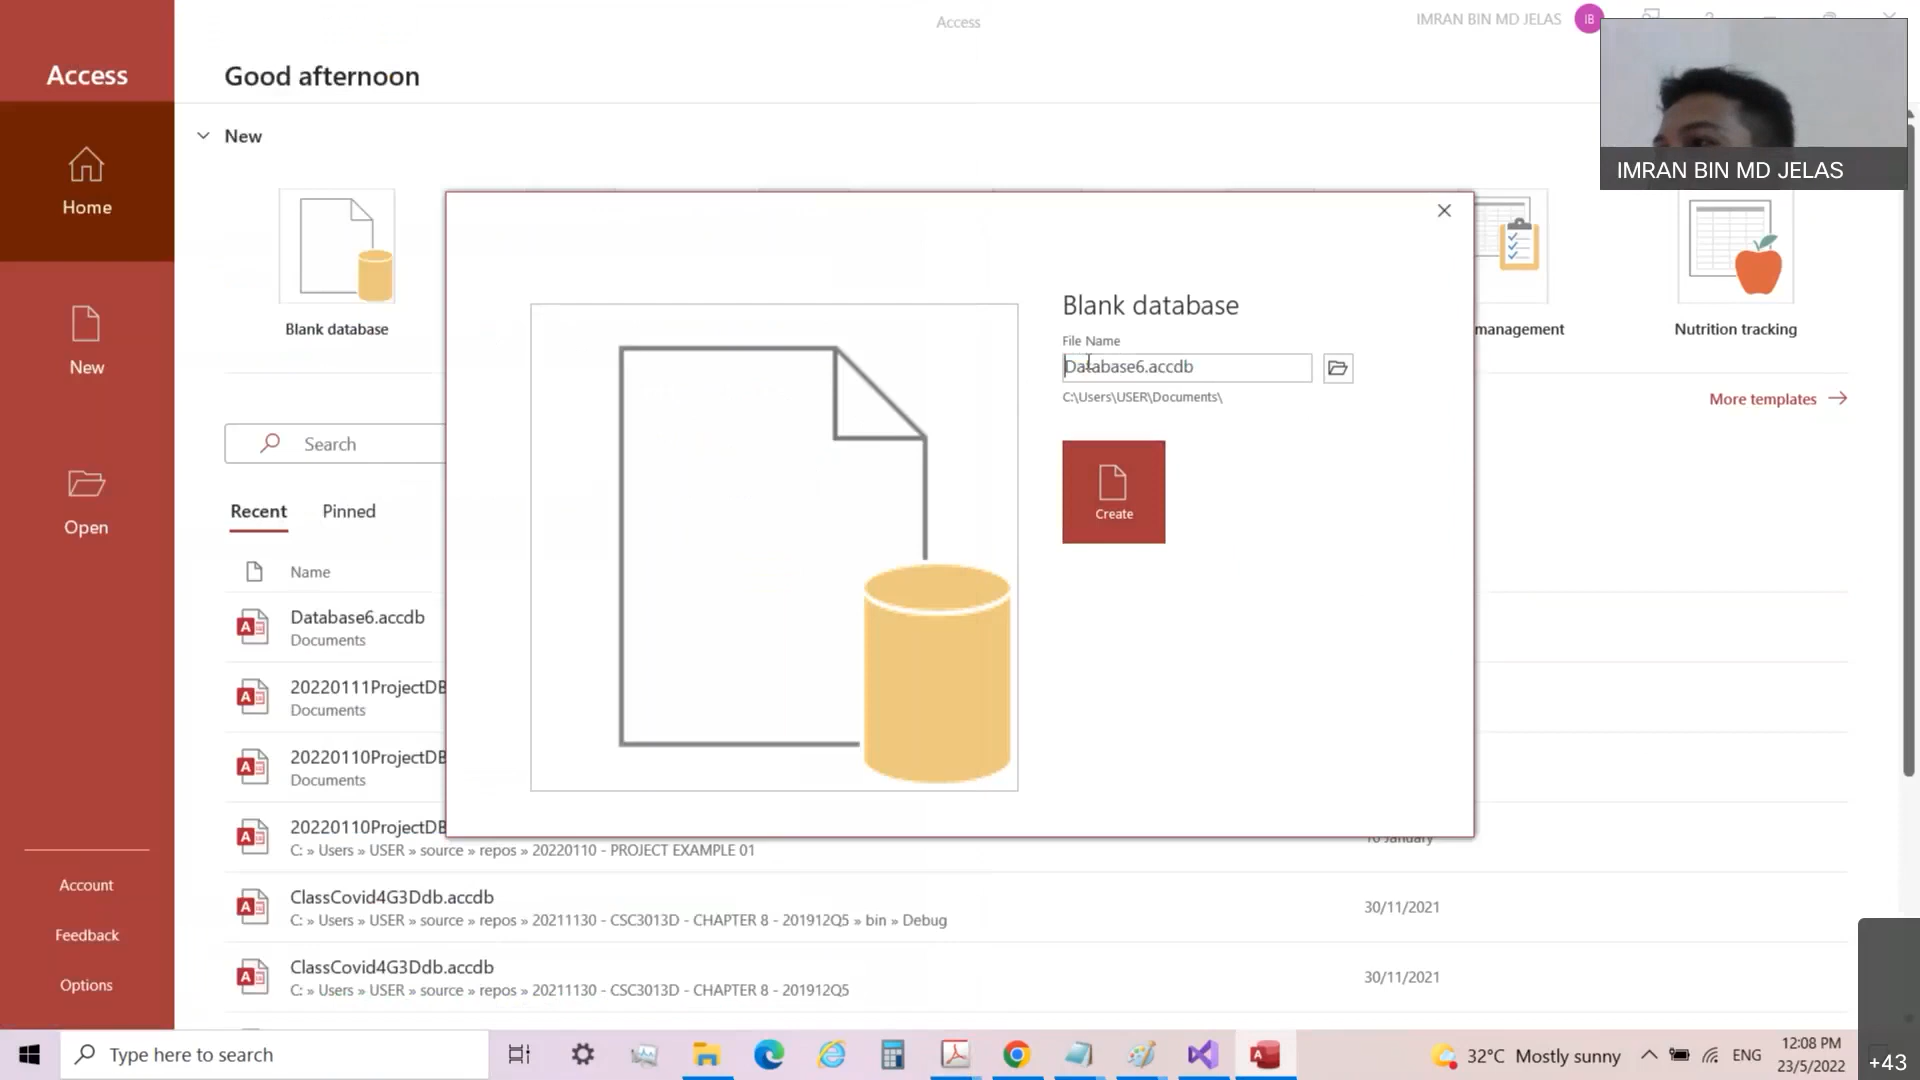 Access
IMRAN BIN MD JELAS
IB
Access
Good afternoon
New
Home
IMRAN BIN MD JELAS
Blank database
File Name
Database6.accdb
C:\Users\USER\Documents\
Create
Blank database
management
Nutrition tracking
New
More templates
Search
Recent
Pinned
Open
Name
Database6.accdb
Documents
20220111ProjectDB
Documents
20220110ProjectDB
Documents
20220110ProjectDB
C: » Users » USER » source » repos » 20220110 - PROJECT EXAMPLE 01
10 January
Account
ClassCovid4G3Ddb.accdb
C: » Users » USER » source » repos » 20211130 - CSC3013D - CHAPTER 8 - 201912Q5 » bin » Debug
30/11/2021
Feedback
ClassCovid4G3Ddb.accdb
C: » Users » USER » source » repos » 20211130 - CSC3013D - CHAPTER 8 - 201912Q5
30/11/2021
Options
Type here to search
32°C Mostly sunny
ENG
12:08 PM
23/5/2022
+43